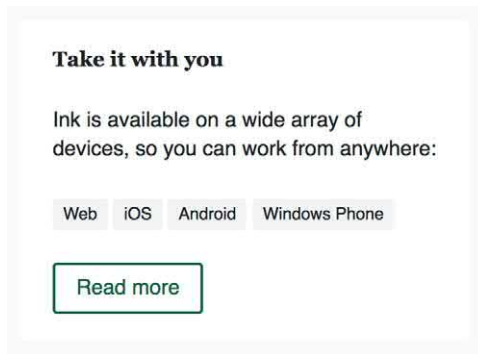 Take it with you
Ink is available on a wide array of
devices, so you can work from anywhere:
Web iOS Android Windows Phone
Read more